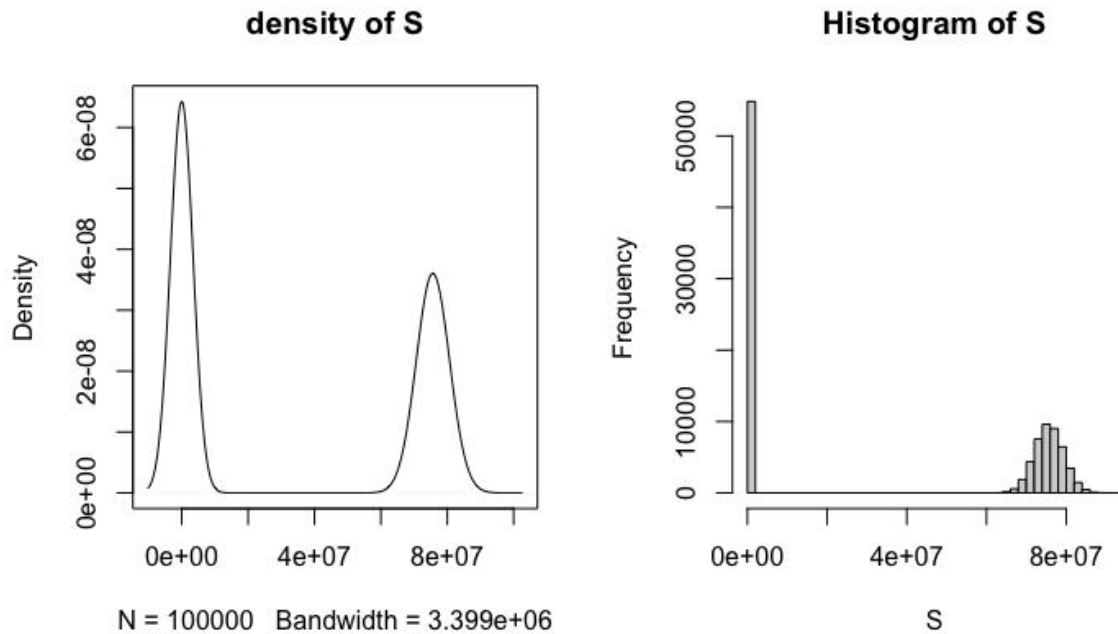 density of S
Density
0e+00
2e-08
4e-08
6e-08
0e+00
4e+07
8e+07
N = 100000 Bandwidth = 3.399e+06
Histogram of S
Frequency
0
10000
30000
50000
0e+00
4e+07
8e+07
S